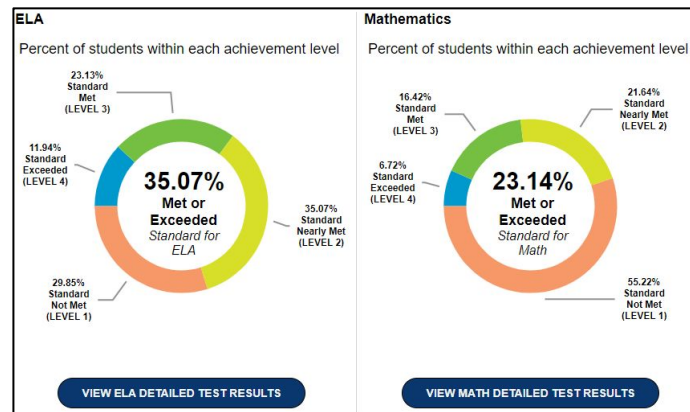 ELA
Percent of students within each achievement level
23.13%
Standard
Met
(LEVEL 3)
11.94%
Standard
Exceeded
(LEVEL 4)
35.07%
Met or
Exceeded
Standard for
ELA
35.07%
Standard
Nearly Met
(LEVEL 2)
29.85%
Standard
Not Met
(LEVEL 1)
VIEW ELA DETAILED TEST RESULTS
Mathematics
Percent of students within each achievement level
16.42%
Standard
Met
(LEVEL 3)
21.64%
Standard
Nearly Met
(LEVEL 2)
6.72%
Standard
Exceeded
(LEVEL 4)
23.14%
Met or
Exceeded
Standard for
Math
55.22%
Standard
Not Met
(LEVEL 1)
VIEW MATH DETAILED TEST RESULTS